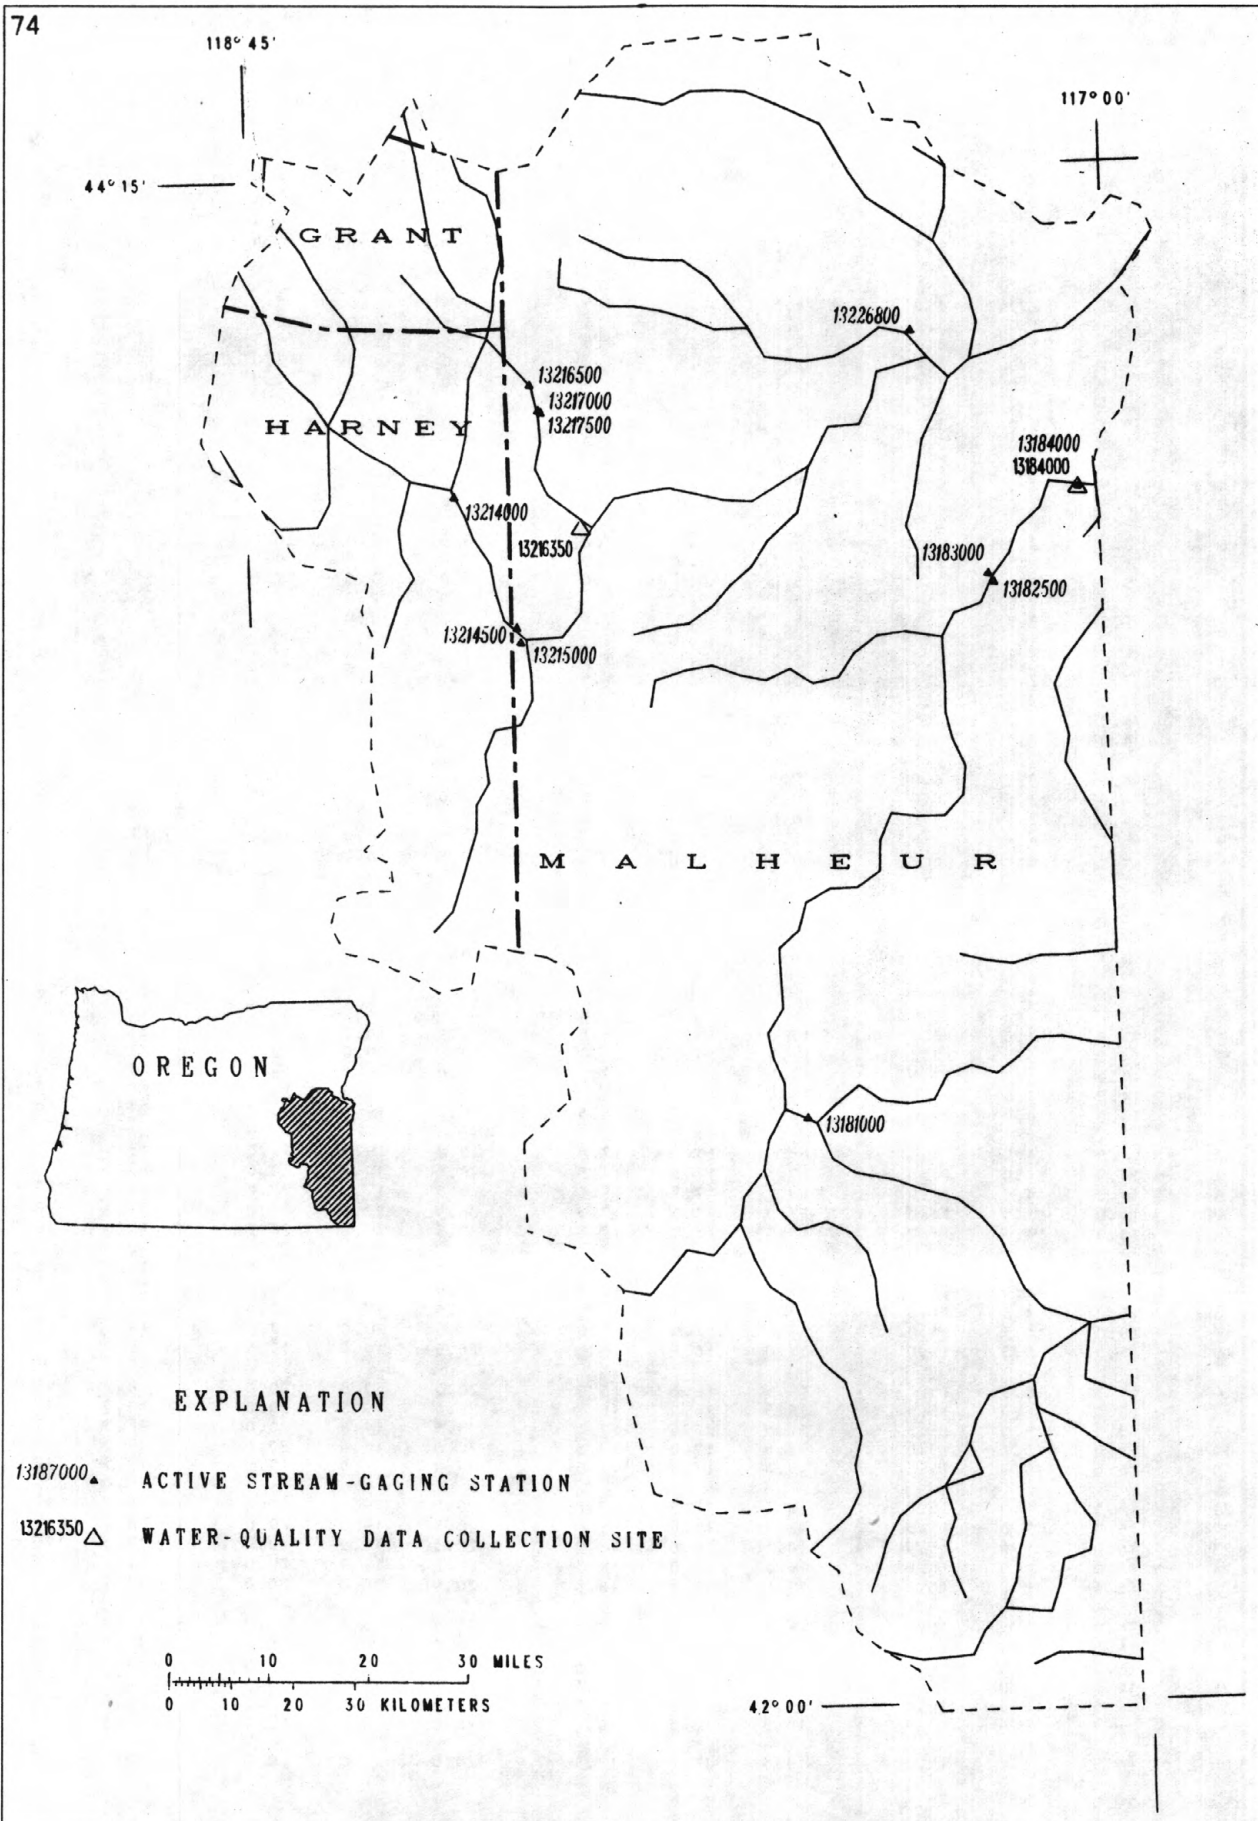 74
118° 45'
117° 00'
44° 15'
GRANT
13226800
13216500
13217000
13217500
HARNEY
13184000
13184000
13214000
13216350
13183000
13182500
13214500
13215000
MALHEUR
OREGON
13181000
EXPLANATION
13187000 ACTIVE STREAM-GAGING STATION
13216350 WATER-QUALITY DATA COLLECTION SITE
0 10 20 30 MILES
0 10 20 30 KILOMETERS
42° 00'